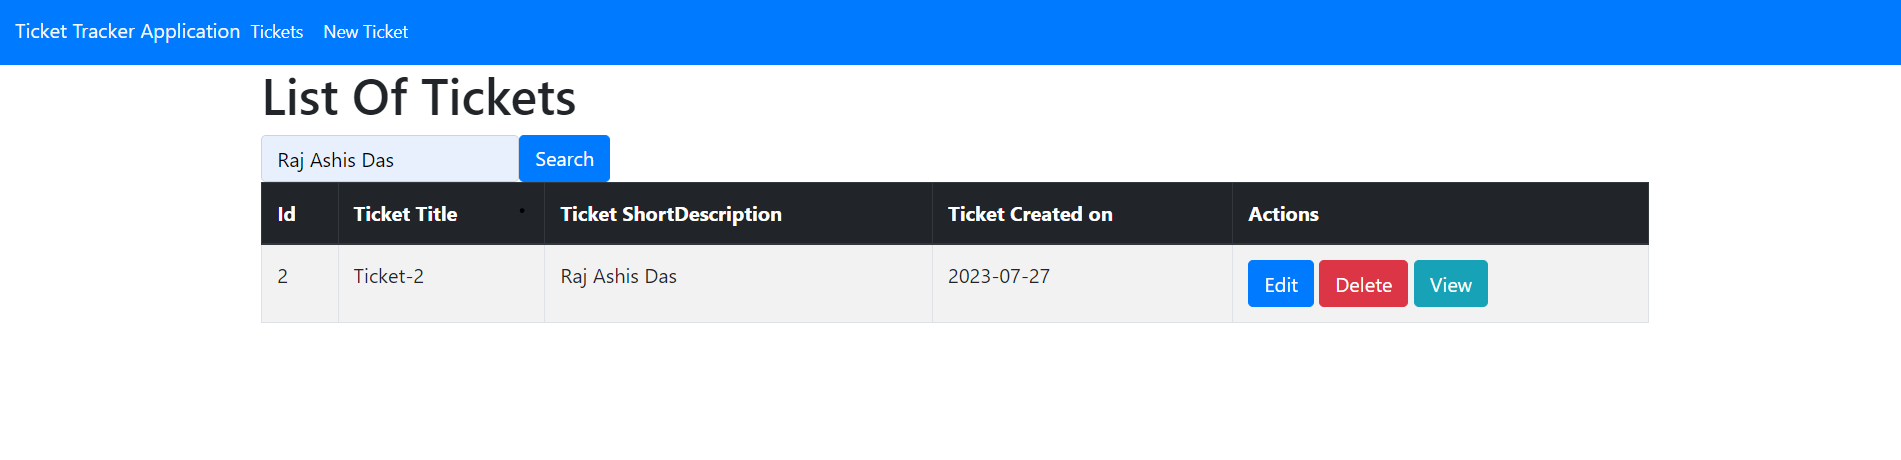 Ticket Tracker Application Tickets New Ticket
List Of Tickets
Raj Ashis Das Search
Id Ticket Title Ticket ShortDescription Ticket Created on Actions
2 Ticket-2 Raj Ashis Das 2023-07-27 Edit Delete View